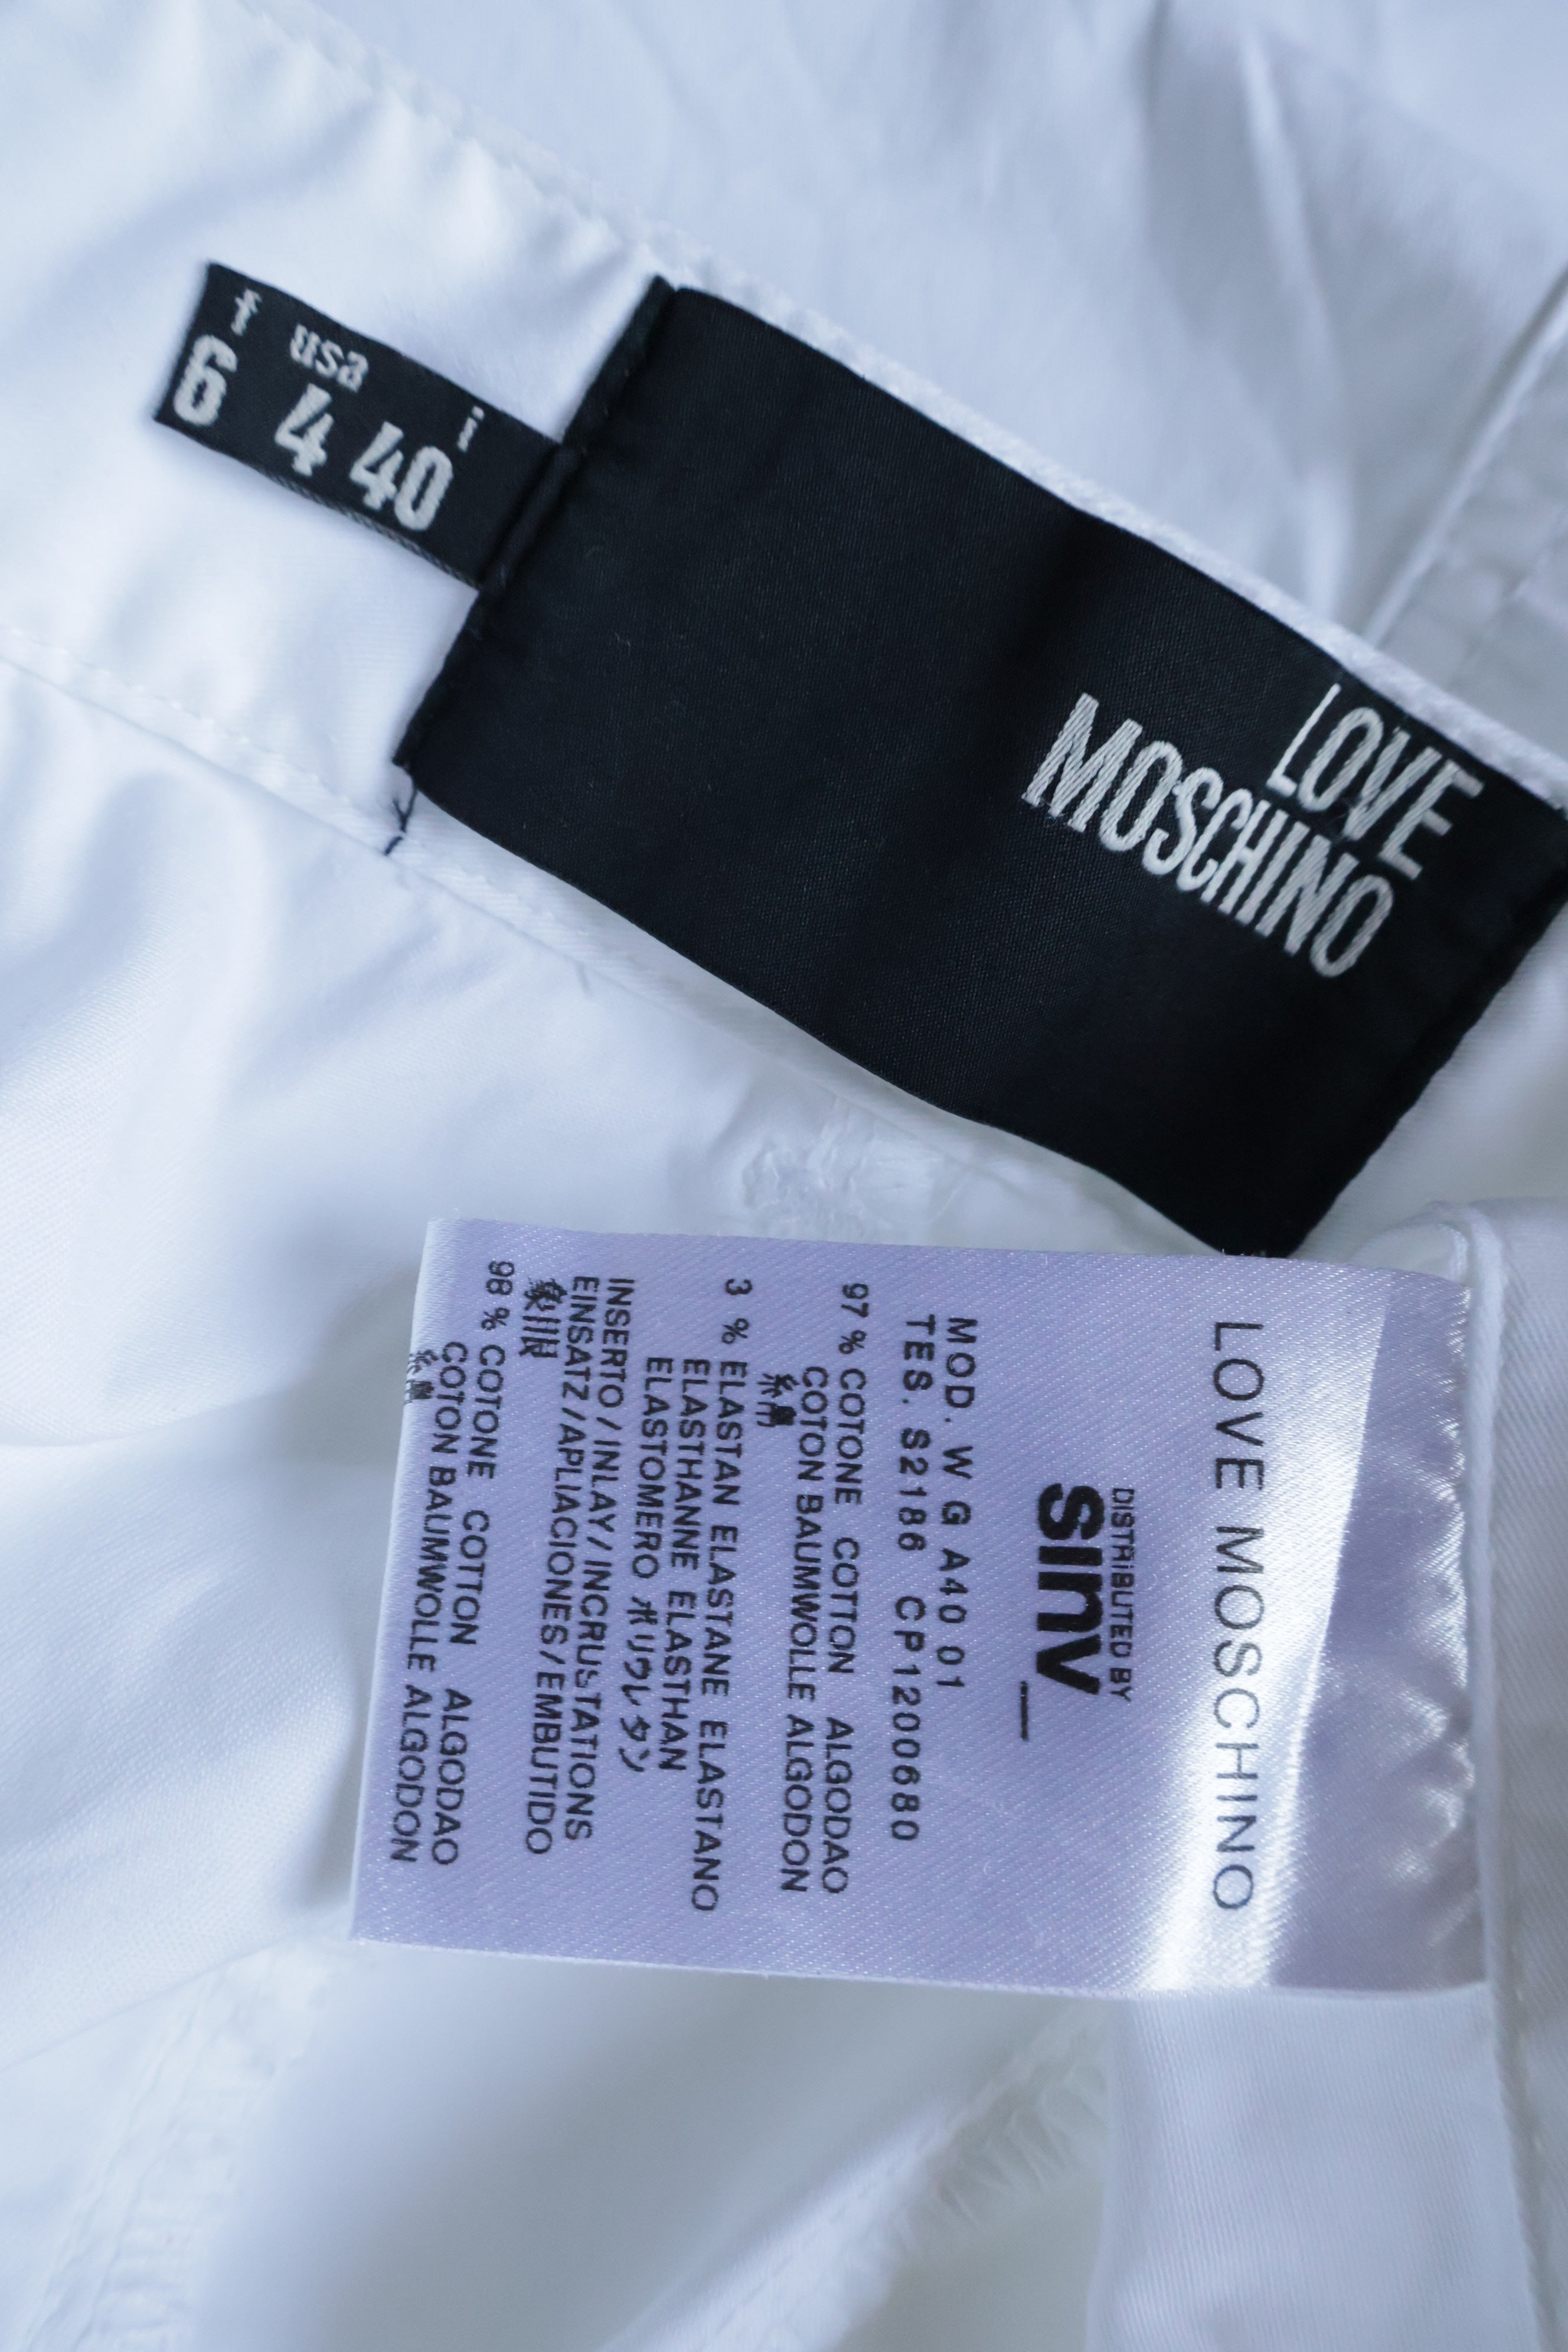 f usa i
6 4 40
LOVE
MOSCHINO
LOVE MOSCHINO
DISTRIBUTED BY
sinv_
MOD. W G A40 01
TES. S2186 CP1200680
97 % COTONE COTTON ALGODAO
COTON BAUMWOLLE ALGODON
3 % ELASTAN ELASTANE ELASTANO
ELASTHANNE ELASTHAN
ELASTOMERO ポリウレタン
INSERTO/INLAY/INCRUSTATIONS
EINSATZ/APLIACIONES/EMBUTIDO
98 % COTONE COTTON ALGODAO
COTON BAUMWOLLE ALGODON